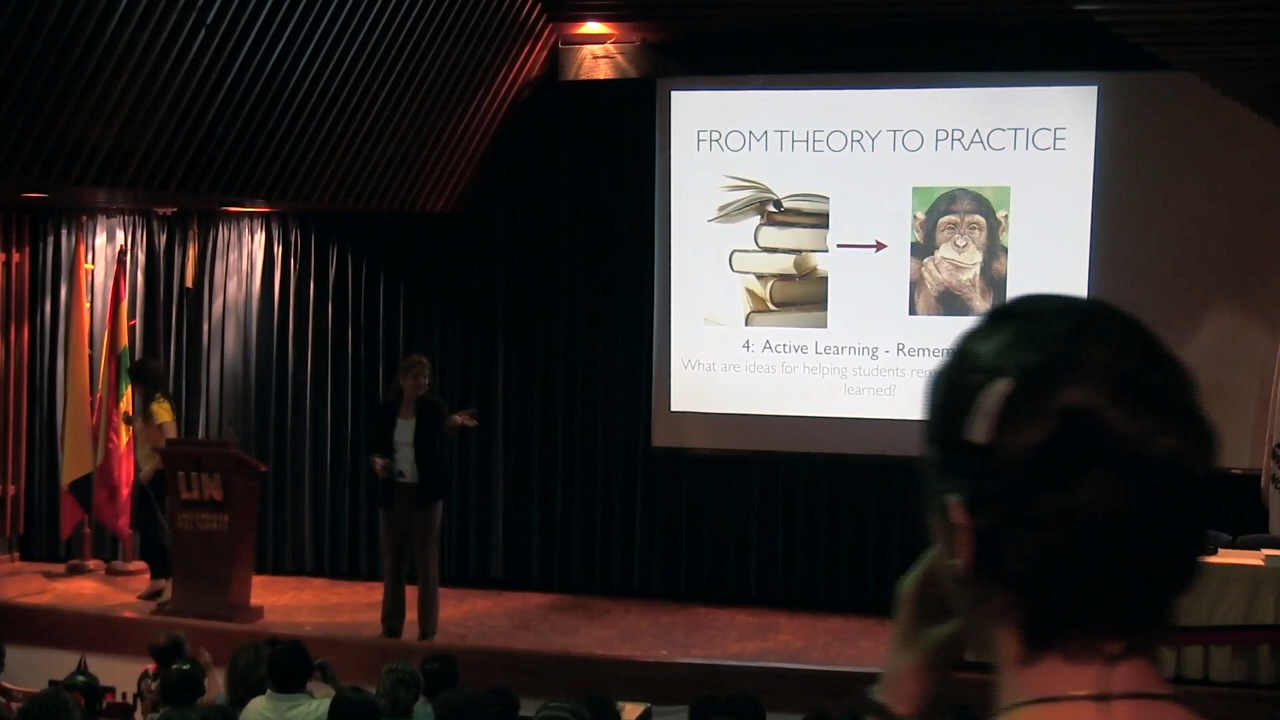 FROM THEORY TO PRACTICE
4: Active Learning - Remem
What are ideas for helping students rem
learned?
UN